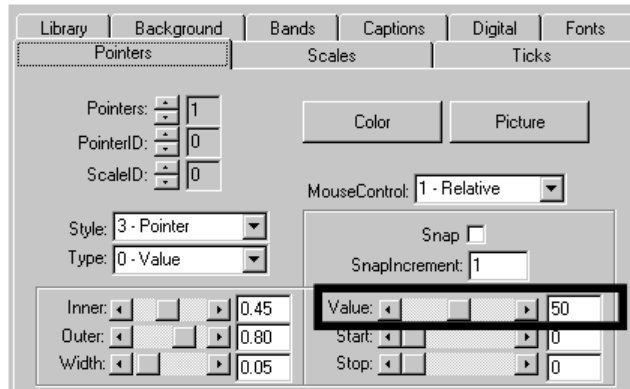 Library Background Bands Captions Digital Fonts
Pointers Scales Ticks
Pointers: 1
PointerID: 0
ScaleID: 0
Color Picture
MouseControl: 1 - Relative
Style: 3 - Pointer
Type: 0 - Value
Snap
SnapIncrement: 1
Inner: 0.45
Outer: 0.80
Width: 0.05
Value: 50
Start: 0
Stop: 0